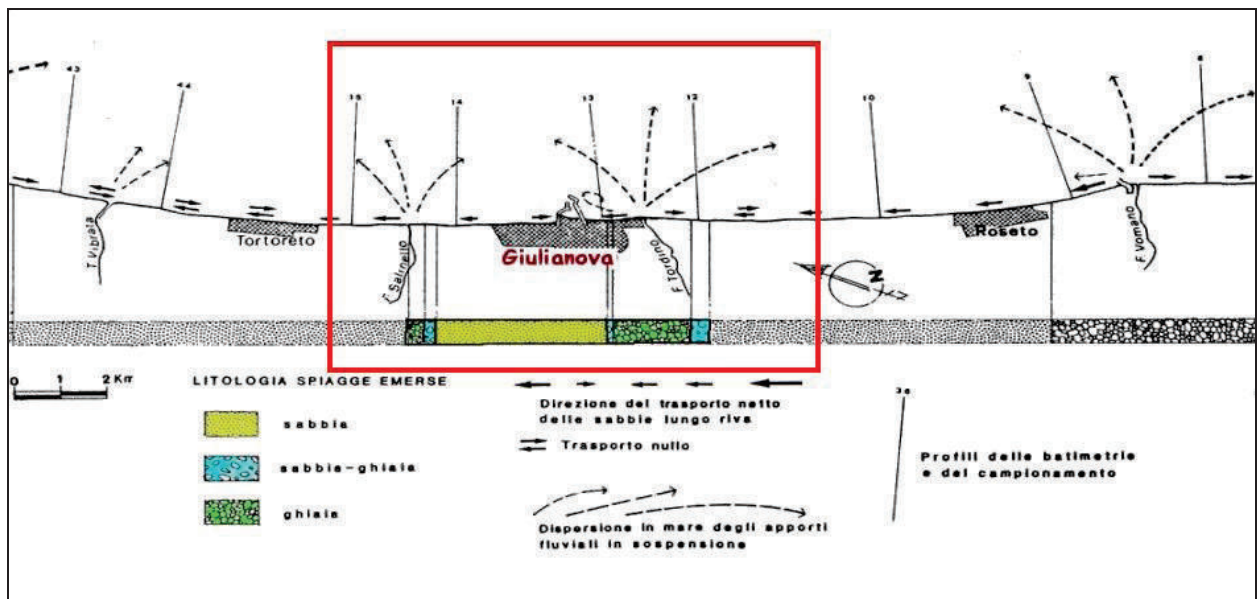 43
44
15
14
13
12
10
9
8
T. Vibrata
Tortoreto
F. Salinello
Giulianova
F. Tordino
N
Roseto
F. Vomano
0 1 2 Km
LITOLOGIA SPIAGGE EMERSE
sabbia
sabbia-ghiaia
ghiaia
Direzione del trasporto netto
delle sabbie lungo riva
Trasporto nullo
Dispersione in mare degli apporti
fluviali in sospensione
36
Profili delle batimetrie
e del campionamento